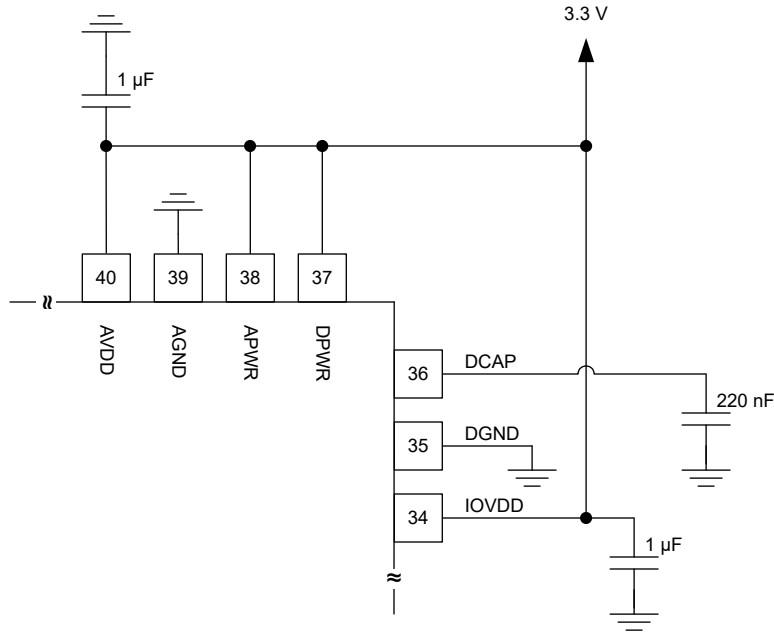 3.3 V
1 µF
40
39
38
37
AVDD
AGND
APWR
DPWR
36
DCAP
220 nF
35
DGND
34
IOVDD
1 µF